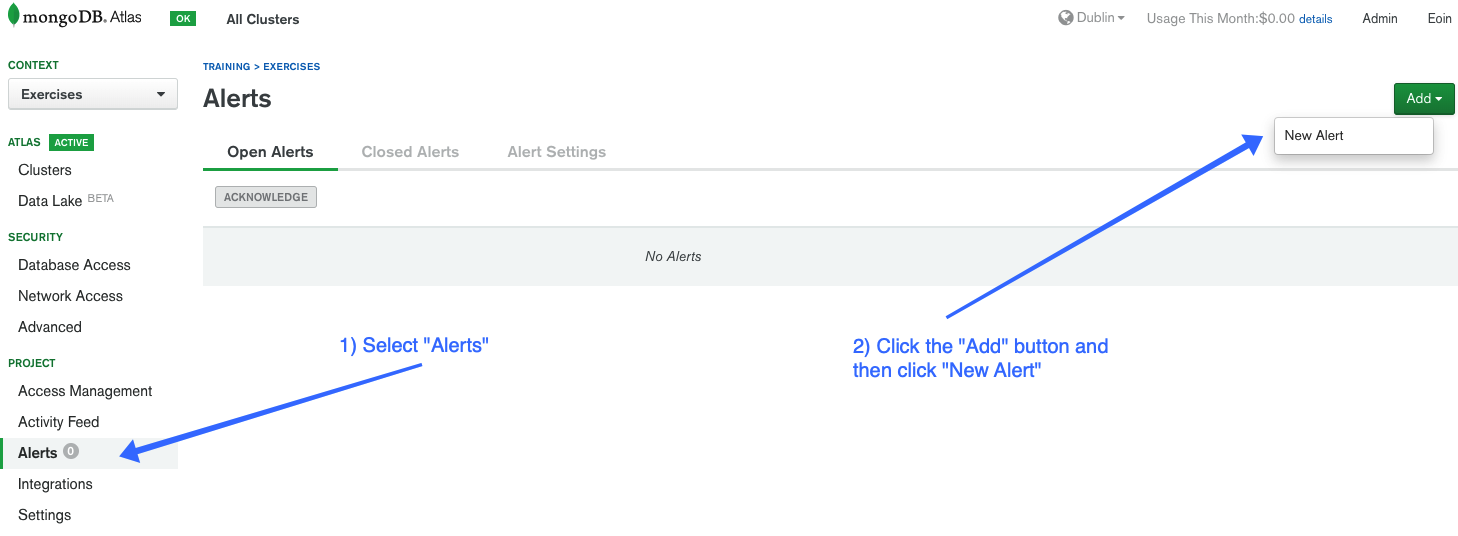 mongoDB. Atlas OK All Clusters Dublin Usage This Month:$0.00 details Admin Eoin
CONTEXT
Exercises
TRAINING > EXERCISES
Alerts
Add
New Alert
ATLAS ACTIVE
Clusters
Data Lake BETA
Open Alerts Closed Alerts Alert Settings
ACKNOWLEDGE
No Alerts
SECURITY
Database Access
Network Access
Advanced
1) Select "Alerts"
2) Click the "Add" button and
then click "New Alert"
PROJECT
Access Management
Activity Feed
Alerts 0
Integrations
Settings